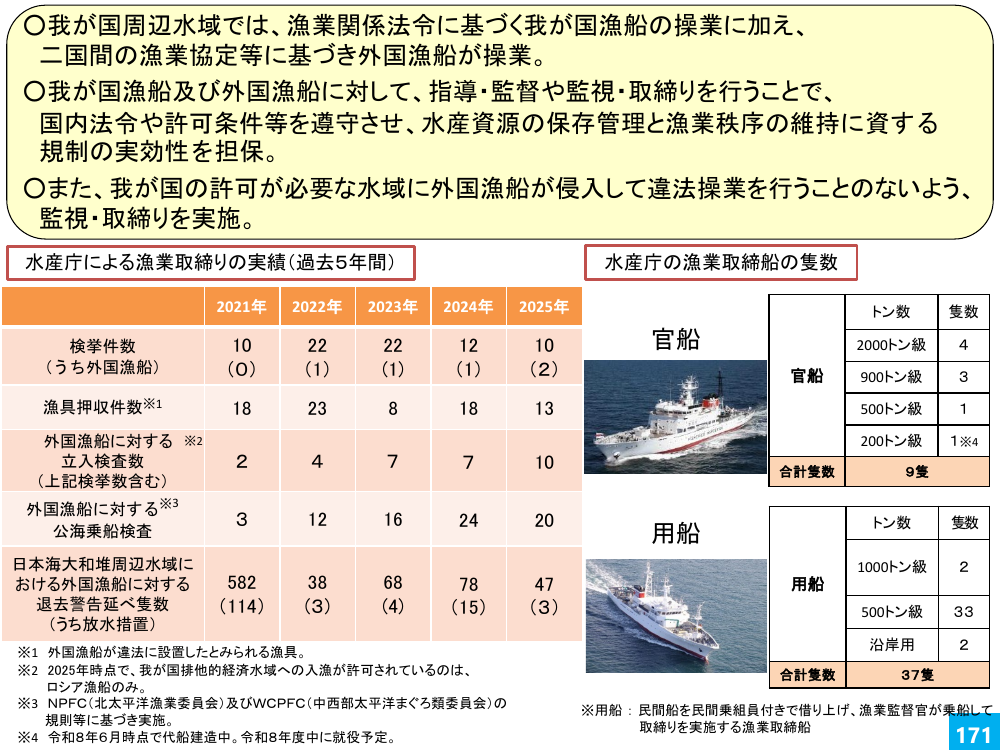 ○我が国周辺水域では、漁業関係法令に基づく我が国漁船の操業に加え、
二国間の漁業協定等に基づき外国漁船が操業。
○我が国漁船及び外国漁船に対して、指導・監督や監視・取締りを行うことで、
国内法令や許可条件等を遵守させ、水産資源の保存管理と漁業秩序の維持に資する
規制の実効性を担保。
○また、我が国の許可が必要な水域に外国漁船が侵入して違法操業を行うことのないよう、
監視・取締りを実施。
水産庁による漁業取締りの実績（過去５年間）
2021年 2022年 2023年 2024年 2025年
検挙件数 10 22 22 12 10
（うち外国漁船） （０） （１） （１） （１） （２）
漁具押収件数※1 18 23 8 18 13
外国漁船に対する ※2
立入検査数 2 4 7 7 10
（上記検挙数含む）
外国漁船に対する※3
公海乗船検査 3 12 16 24 20
日本海大和堆周辺水域に
おける外国漁船に対する 582 38 68 78 47
退去警告延べ隻数 （114） （３） （４） （15） （３）
（うち放水措置）
※１ 外国漁船が違法に設置したとみられる漁具。
※２ 2025年時点で、我が国排他的経済水域への入漁が許可されているのは、
ロシア漁船のみ。
※３ ＮＰＦＣ（北太平洋漁業委員会）及びＷＣＰＦＣ（中西部太平洋まぐろ類委員会）の
規則等に基づき実施。
※４ 令和８年６月時点で代船建造中。令和８年度中に就役予定。
水産庁の漁業取締船の隻数
官船
官船
トン数 隻数
2000トン級 ４
900トン級 ３
500トン級 １
200トン級 １※4
合計隻数 ９隻
用船
用船
トン数 隻数
1000トン級 ２
500トン級 ３３
沿岸用 ２
合計隻数 ３７隻
※用船 ： 民間船を民間乗組員付きで借り上げ、漁業監督官が乗船して
取締りを実施する漁業取締船
171